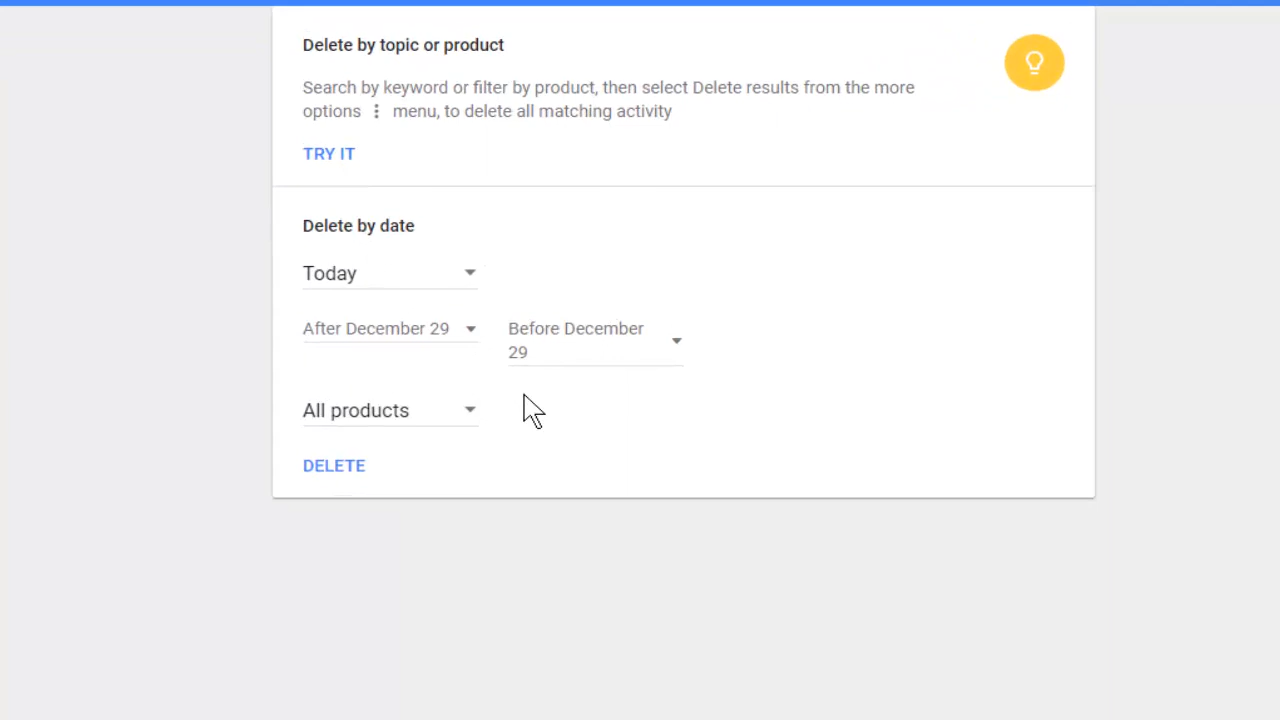 Delete by topic or product
Search by keyword or filter by product, then select Delete results from the more
options ⋮ menu, to delete all matching activity
TRY IT
Delete by date
Today
After December 29
Before December
29
All products
DELETE